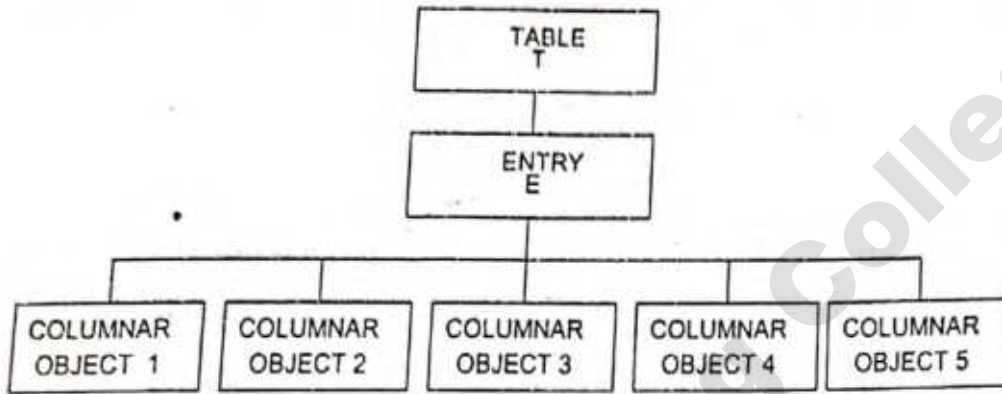 TABLE
T
ENTRY
E
COLUMNAR
OBJECT 1
COLUMNAR
OBJECT 2
COLUMNAR
OBJECT 3
COLUMNAR
OBJECT 4
COLUMNAR
OBJECT 5